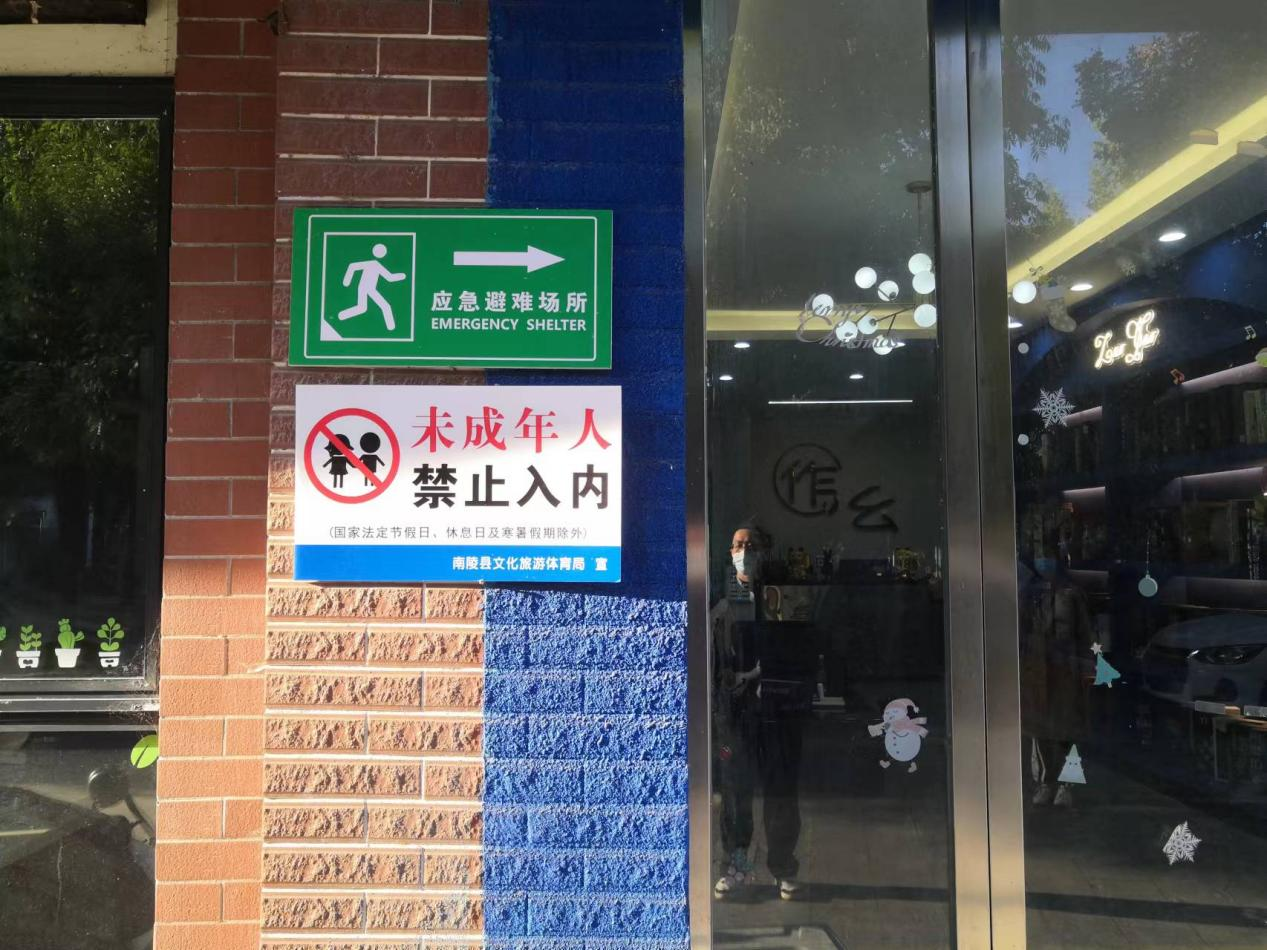 应急避难场所
EMERGENCY SHELTER
未成年人
禁止入内
(国家法定节假日、休息日及寒暑假期除外)
南陵县文化旅游体育局 宣
Christmas